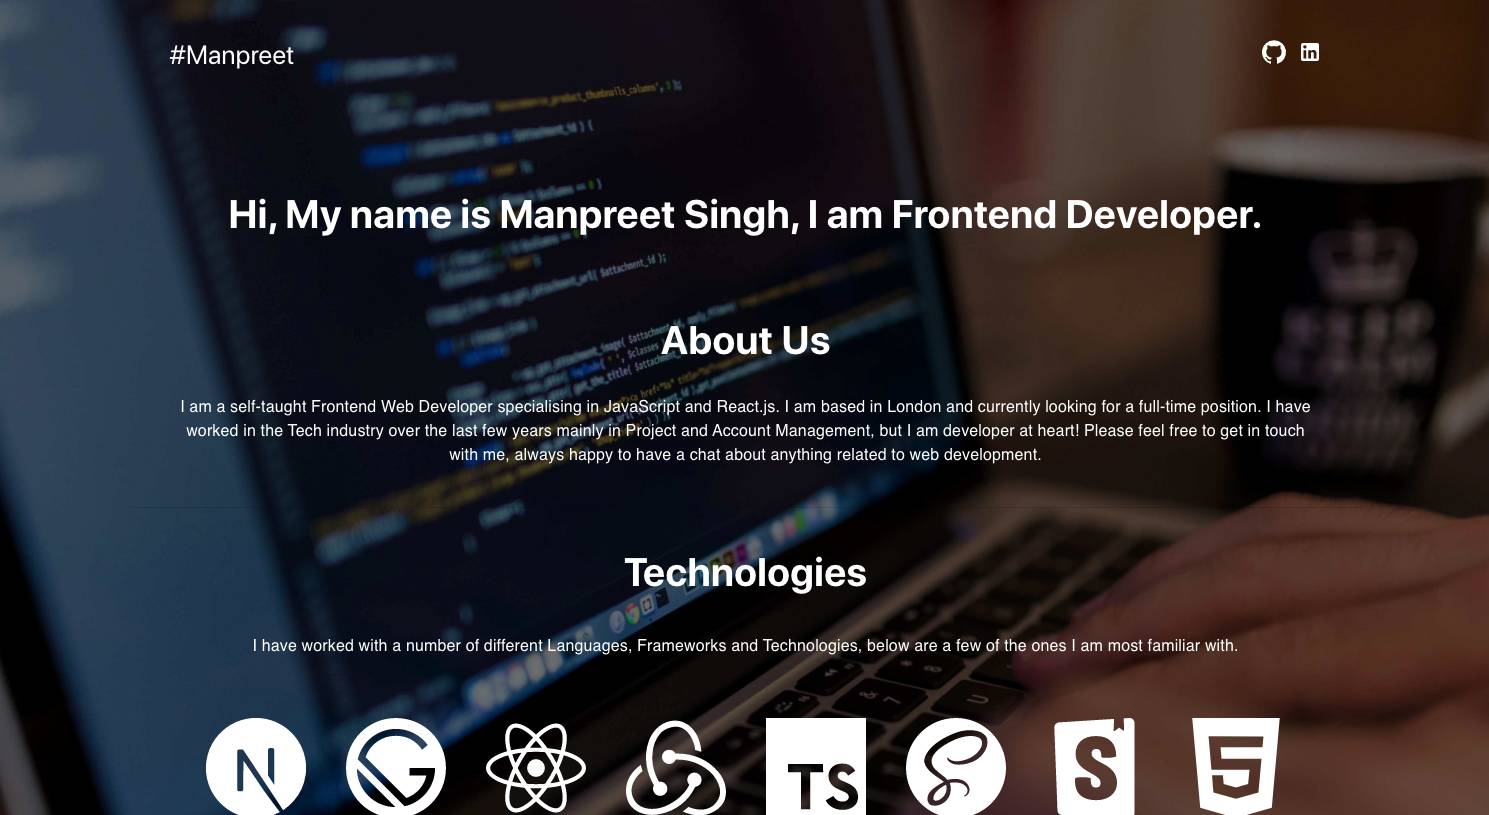 #Manpreet
Hi, My name is Manpreet Singh, I am Frontend Developer.
About Us
I am a self-taught Frontend Web Developer specialising in JavaScript and React.js. I am based in London and currently looking for a full-time position. I have
worked in the Tech industry over the last few years mainly in Project and Account Management, but I am developer at heart! Please feel free to get in touch
with me, always happy to have a chat about anything related to web development.
Technologies
I have worked with a number of different Languages, Frameworks and Technologies, below are a few of the ones I am most familiar with.
N G TS S S 5